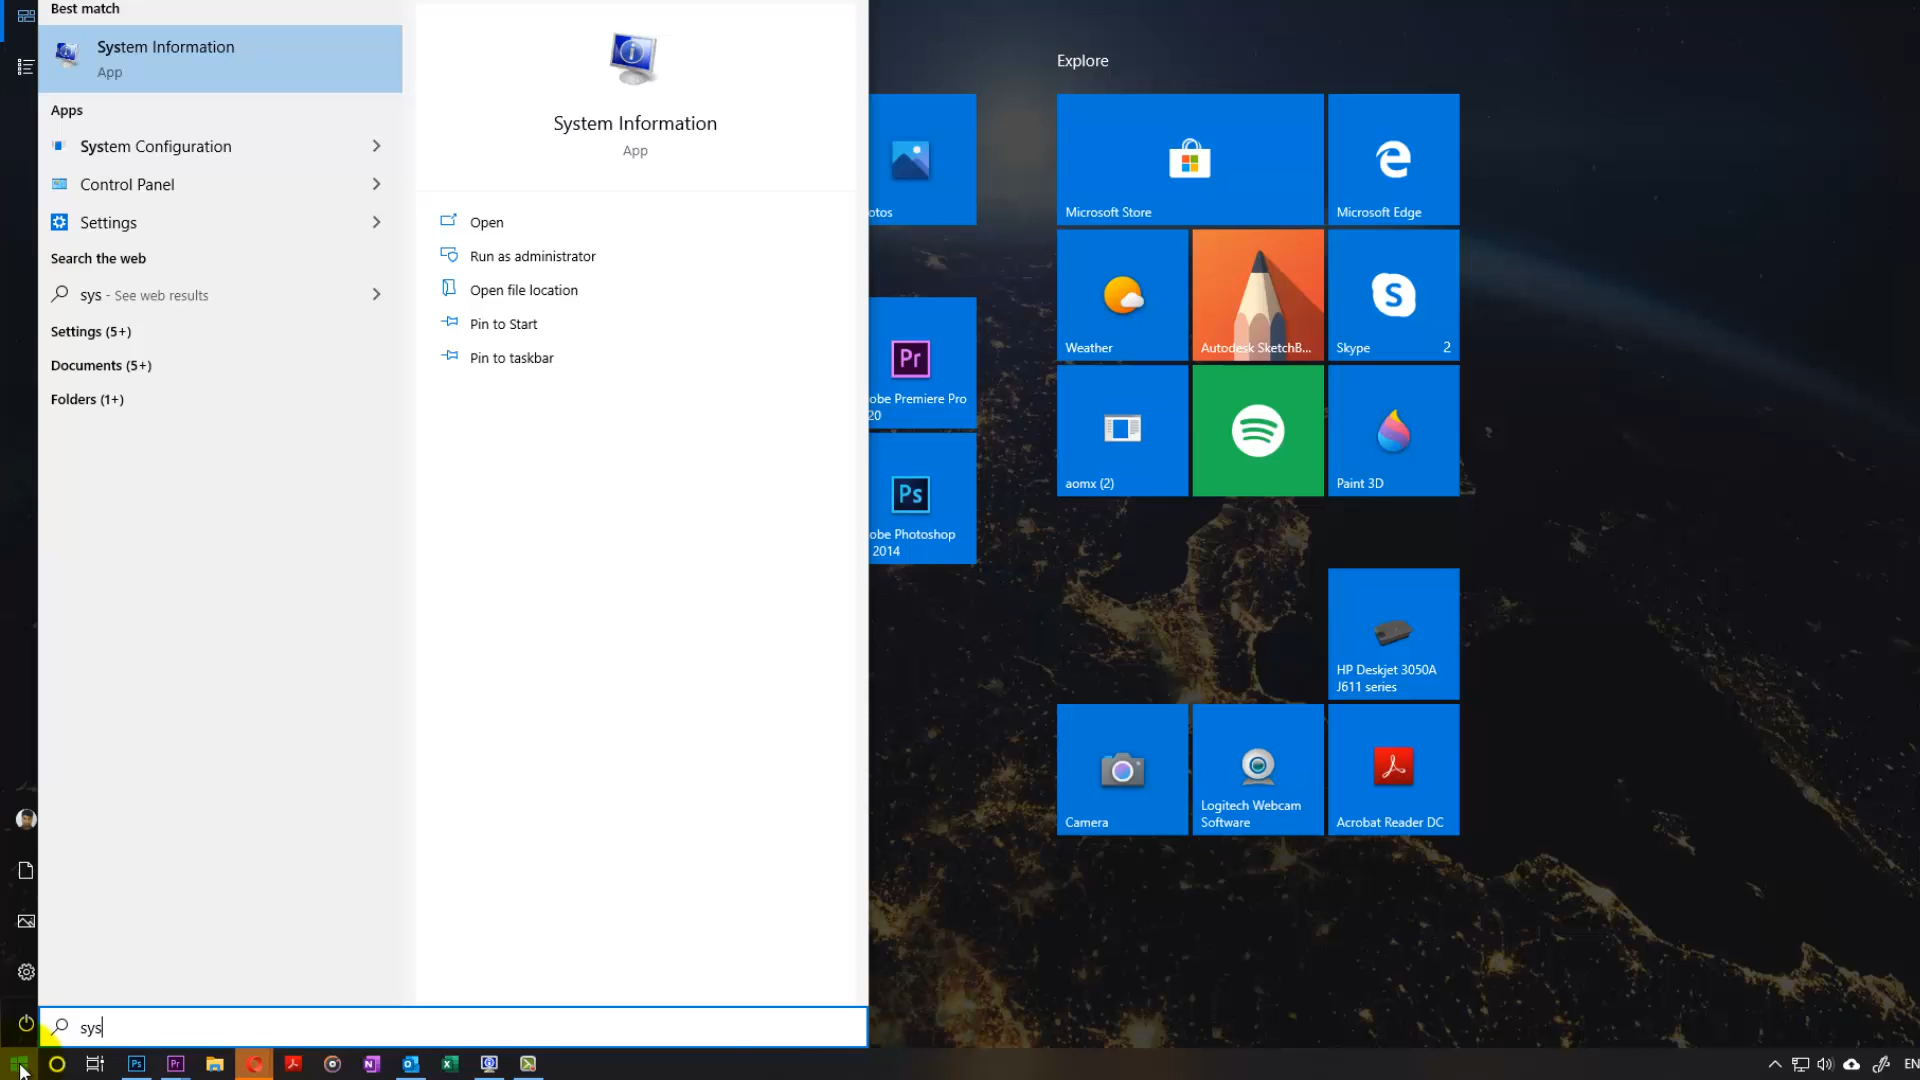 Best match
System Information
App
Apps
System Configuration
Control Panel
Settings
Search the web
sys - See web results
Settings (5+)
Documents (5+)
Folders (1+)
sys
System Information
App
Open
Run as administrator
Open file location
Pin to Start
Pin to taskbar
otos
Pr
obe Premiere Pro
20
Ps
obe Photoshop
2014
Explore
Microsoft Store
Microsoft Edge
Weather
Autodesk SketchB...
S
Skype 2
aomx (2)
Paint 3D
HP Deskjet 3050A
J611 series
Camera
Logitech Webcam
Software
Acrobat Reader DC
Ps
Pr
EN